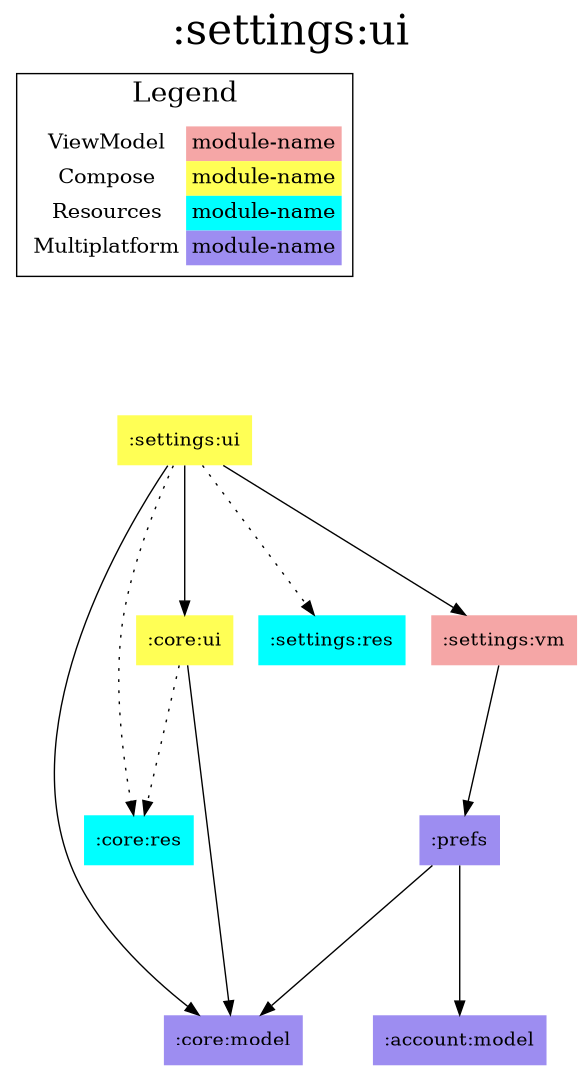 :settings:ui
Legend
ViewModel module-name
Compose module-name
Resources module-name
Multiplatform module-name
:settings:ui
:core:ui :settings:res :settings:vm
:core:res :prefs
:core:model :account:model